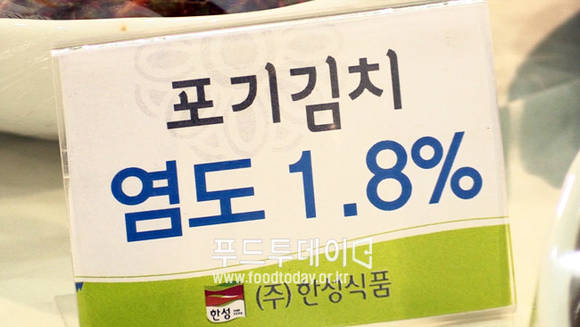 포기김치
염도 1.8%
푸드투데이
www.foodtoday.or.kr
한성 (주)한성식품